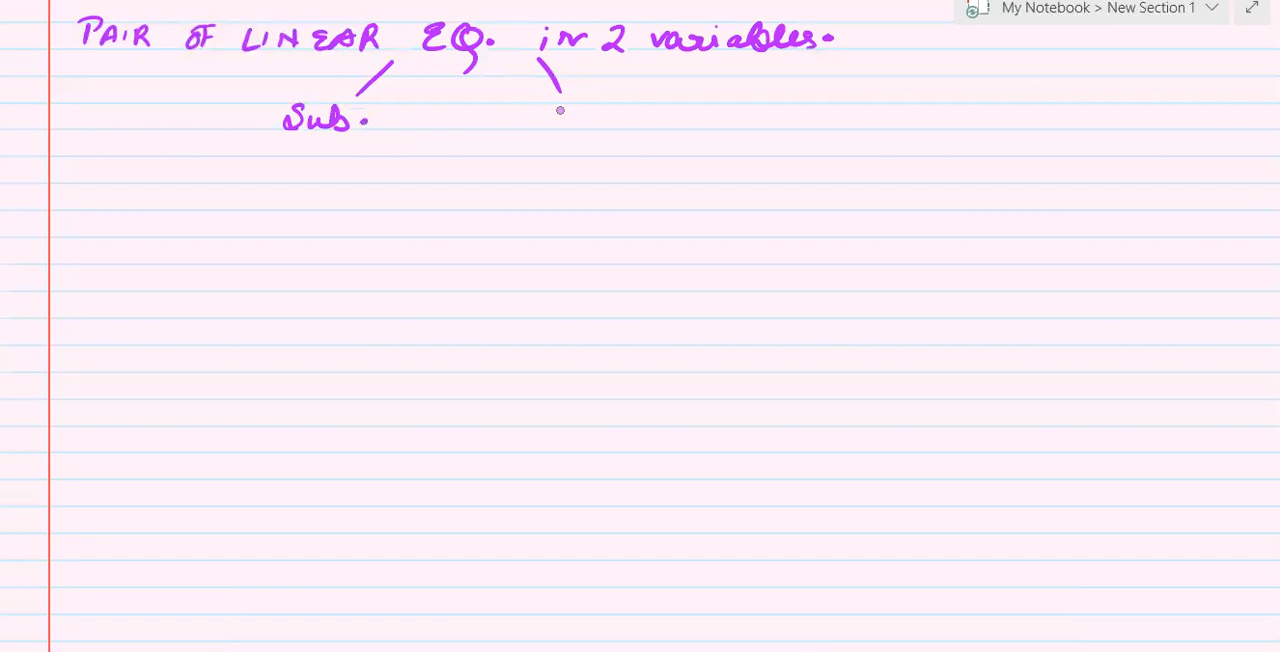 My Notebook > New Section 1
PAIR OF LINEAR EQ. in 2 variables.
Sub.